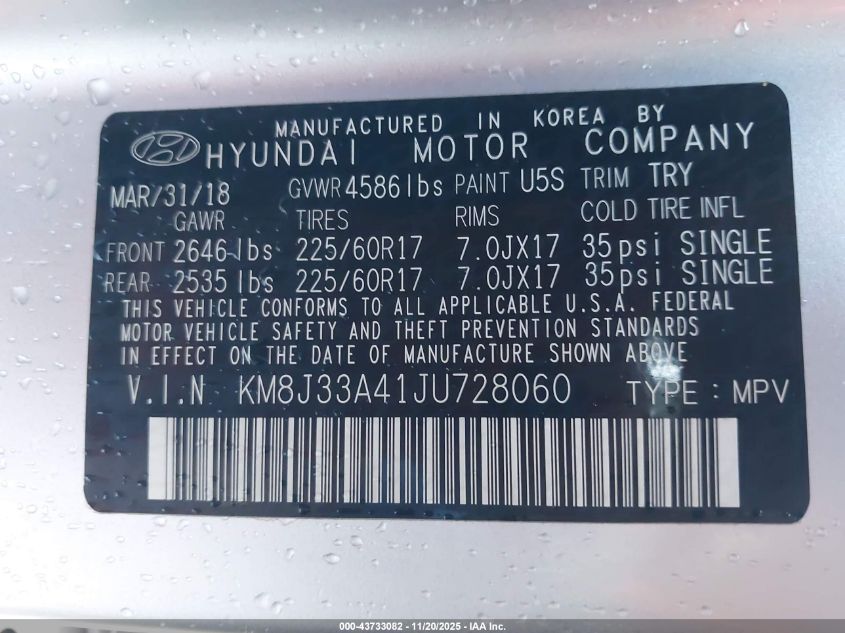 MANUFACTURED IN KOREA BY
HYUNDAI MOTOR COMPANY
MAR/31/18 GVWR 4586lbs PAINT U5S TRIM TRY
GAWR TIRES RIMS COLD TIRE INFL
FRONT 2646 lbs 225/60R17 7.0JX17 35psi SINGLE
REAR 2535 lbs 225/60R17 7.0JX17 35psi SINGLE
THIS VEHICLE CONFORMS TO ALL APPLICABLE U.S.A. FEDERAL
MOTOR VEHICLE SAFETY AND THEFT PREVENTION STANDARDS
IN EFFECT ON THE DATE OF MANUFACTURE SHOWN ABOVE
V.I.N KM8J33A41JU728060 TYPE : MPV
000-43733082 - 11/20/2025 - IAA Inc.